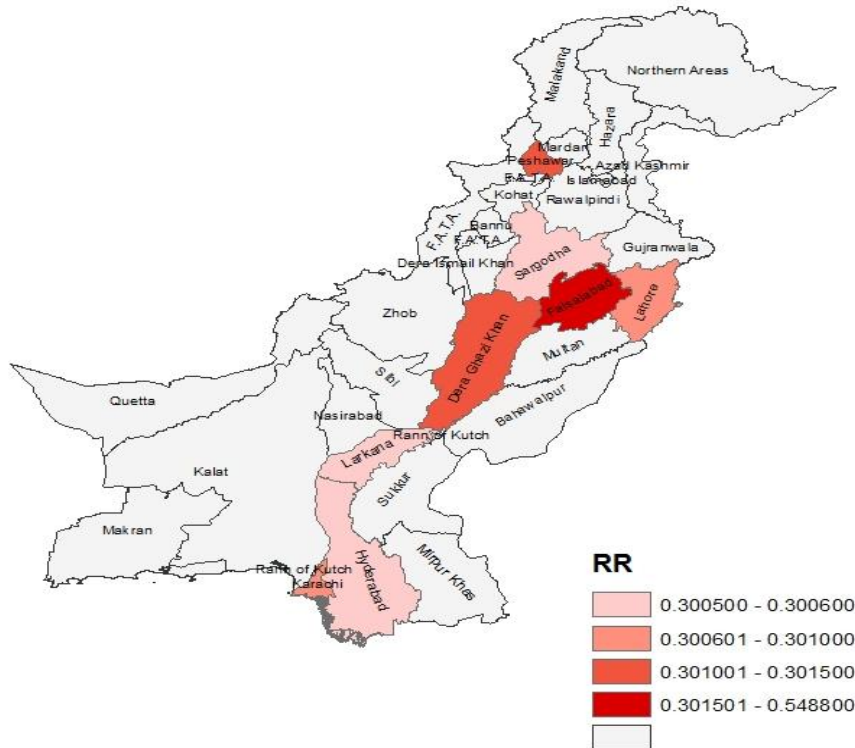 Northern Areas
Malakand
Hazara
Mardan
Peshawar
Azad Kashmir
F.A.T.A.
Islamabad
Kohat
Rawalpindi
F.A.T.A.
Bannu
F.A.T.A.
Gujranwala
Dera Ismail Khan
Sargodha
Faisalabad
Lahore
Zhob
Dera Ghazi Khan
Multan
Sibi
Quetta
Bahawalpur
Nasirabad
Rann of Kutch
Larkana
Kalat
Sukkur
Makran
Rann of Kutch
Karachi
Hyderabad
Mirpur Khas
RR
0.300500 - 0.300600
0.300601 - 0.301000
0.301001 - 0.301500
0.301501 - 0.548800